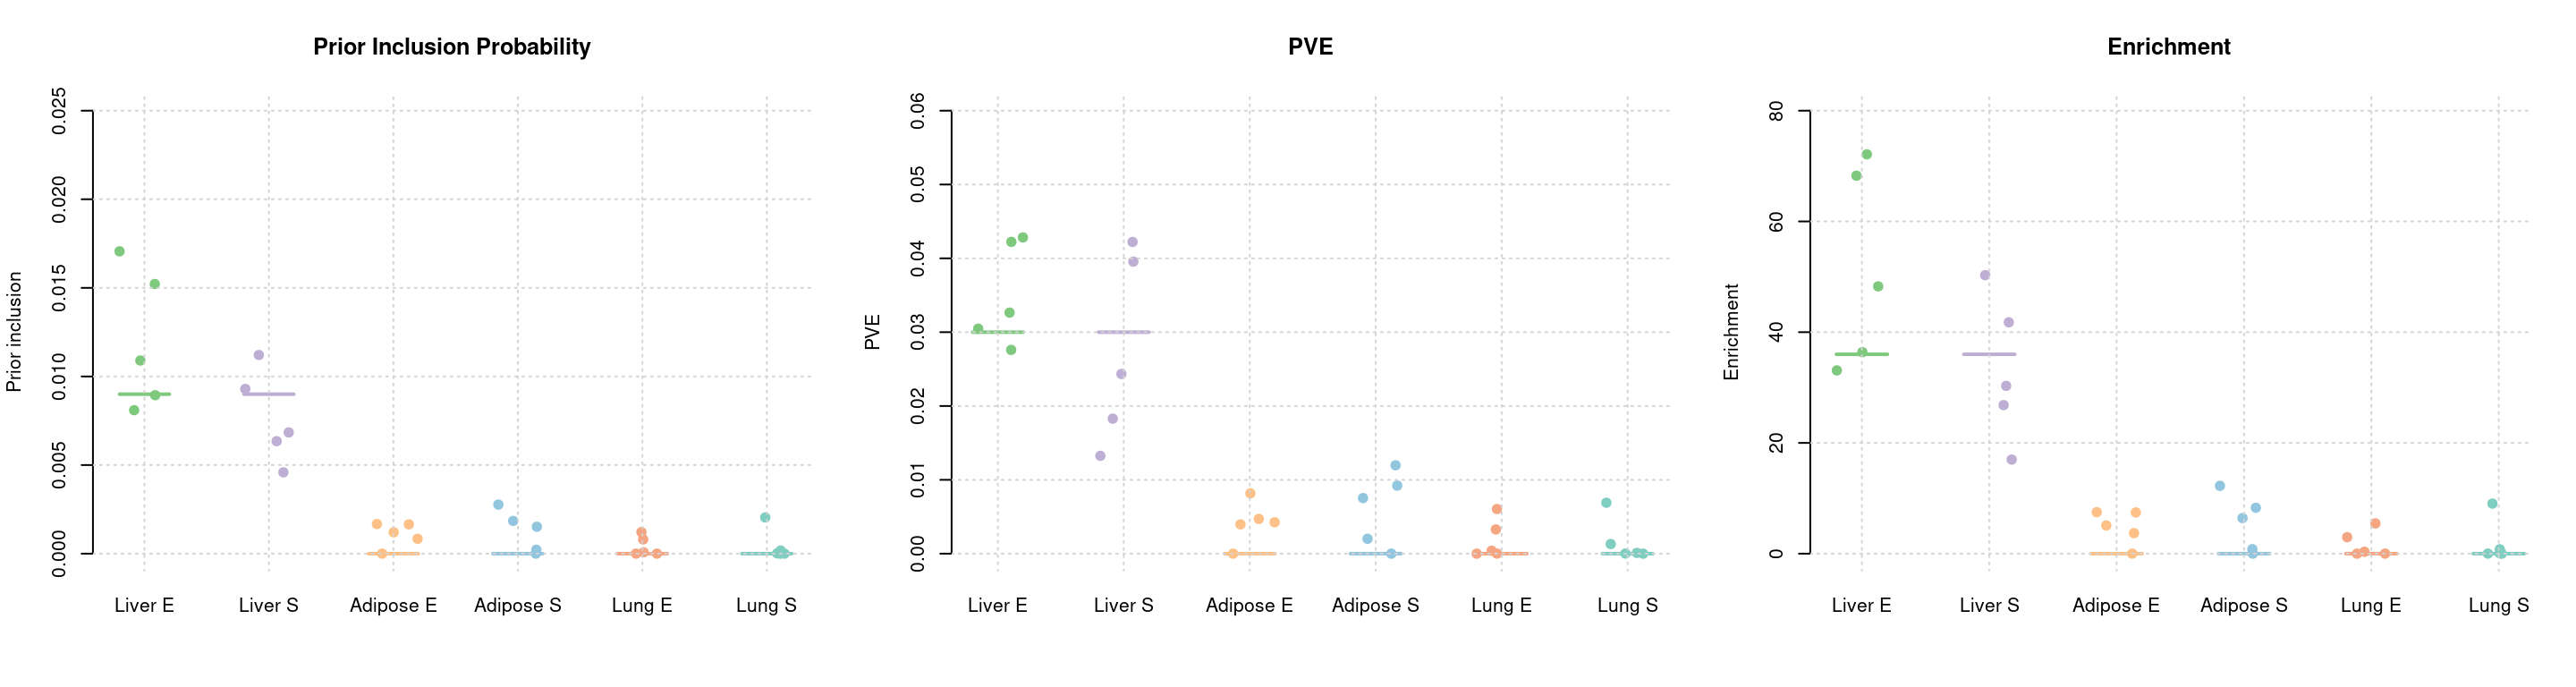 Prior Inclusion Probability
Prior inclusion
0.025
0.020
0.015
0.010
0.005
0.000
Liver E Liver S Adipose E Adipose S Lung E Lung S
PVE
PVE
0.06
0.05
0.04
0.03
0.02
0.01
0.00
Liver E Liver S Adipose E Adipose S Lung E Lung S
Enrichment
Enrichment
80
60
40
20
0
Liver E Liver S Adipose E Adipose S Lung E Lung S